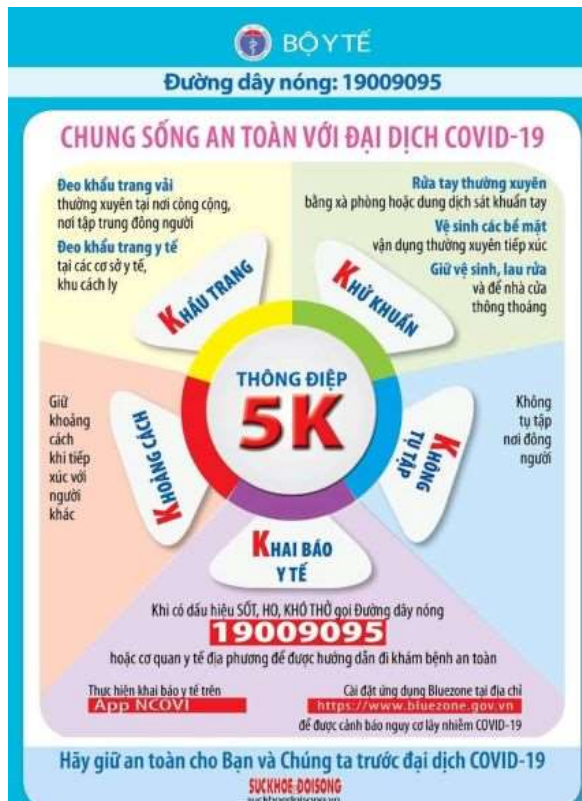 BỘ Y TẾ
Đường dây nóng: 19009095
CHUNG SỐNG AN TOÀN VỚI ĐẠI DỊCH COVID-19
Đeo khẩu trang vải
thường xuyên tại nơi công cộng,
nơi tập trung đông người
Đeo khẩu trang y tế
tại các cơ sở y tế,
khu cách ly
Rửa tay thường xuyên
bằng xà phòng hoặc dung dịch sát khuẩn tay
Vệ sinh các bề mặt
vận dụng thường xuyên tiếp xúc
Giữ vệ sinh, lau rửa
và để nhà cửa
thông thoáng
KHẨU TRANG
KHỬ KHUẨN
THÔNG ĐIỆP
5K
Giữ
khoảng
cách
khi tiếp
xúc với
người
khác
KHOẢNG CÁCH
KHÔNG
TỤ TẬP
Không
tụ tập
nơi đông
người
KHAI BÁO
Y TẾ
Khi có dấu hiệu SỐT, HO, KHÓ THỞ gọi Đường dây nóng
19009095
hoặc cơ quan y tế địa phương để được hướng dẫn đi khám bệnh an toàn
Thực hiện khai báo y tế trên
App NCOVI
Cài đặt ứng dụng Bluezone tại địa chỉ
https://www.bluezone.gov.vn
để được cảnh báo nguy cơ lây nhiễm COVID-19
Hãy giữ an toàn cho Bạn và Chúng ta trước đại dịch COVID-19
SUCKHOE-DOISONG
suckhoedoisong.vn